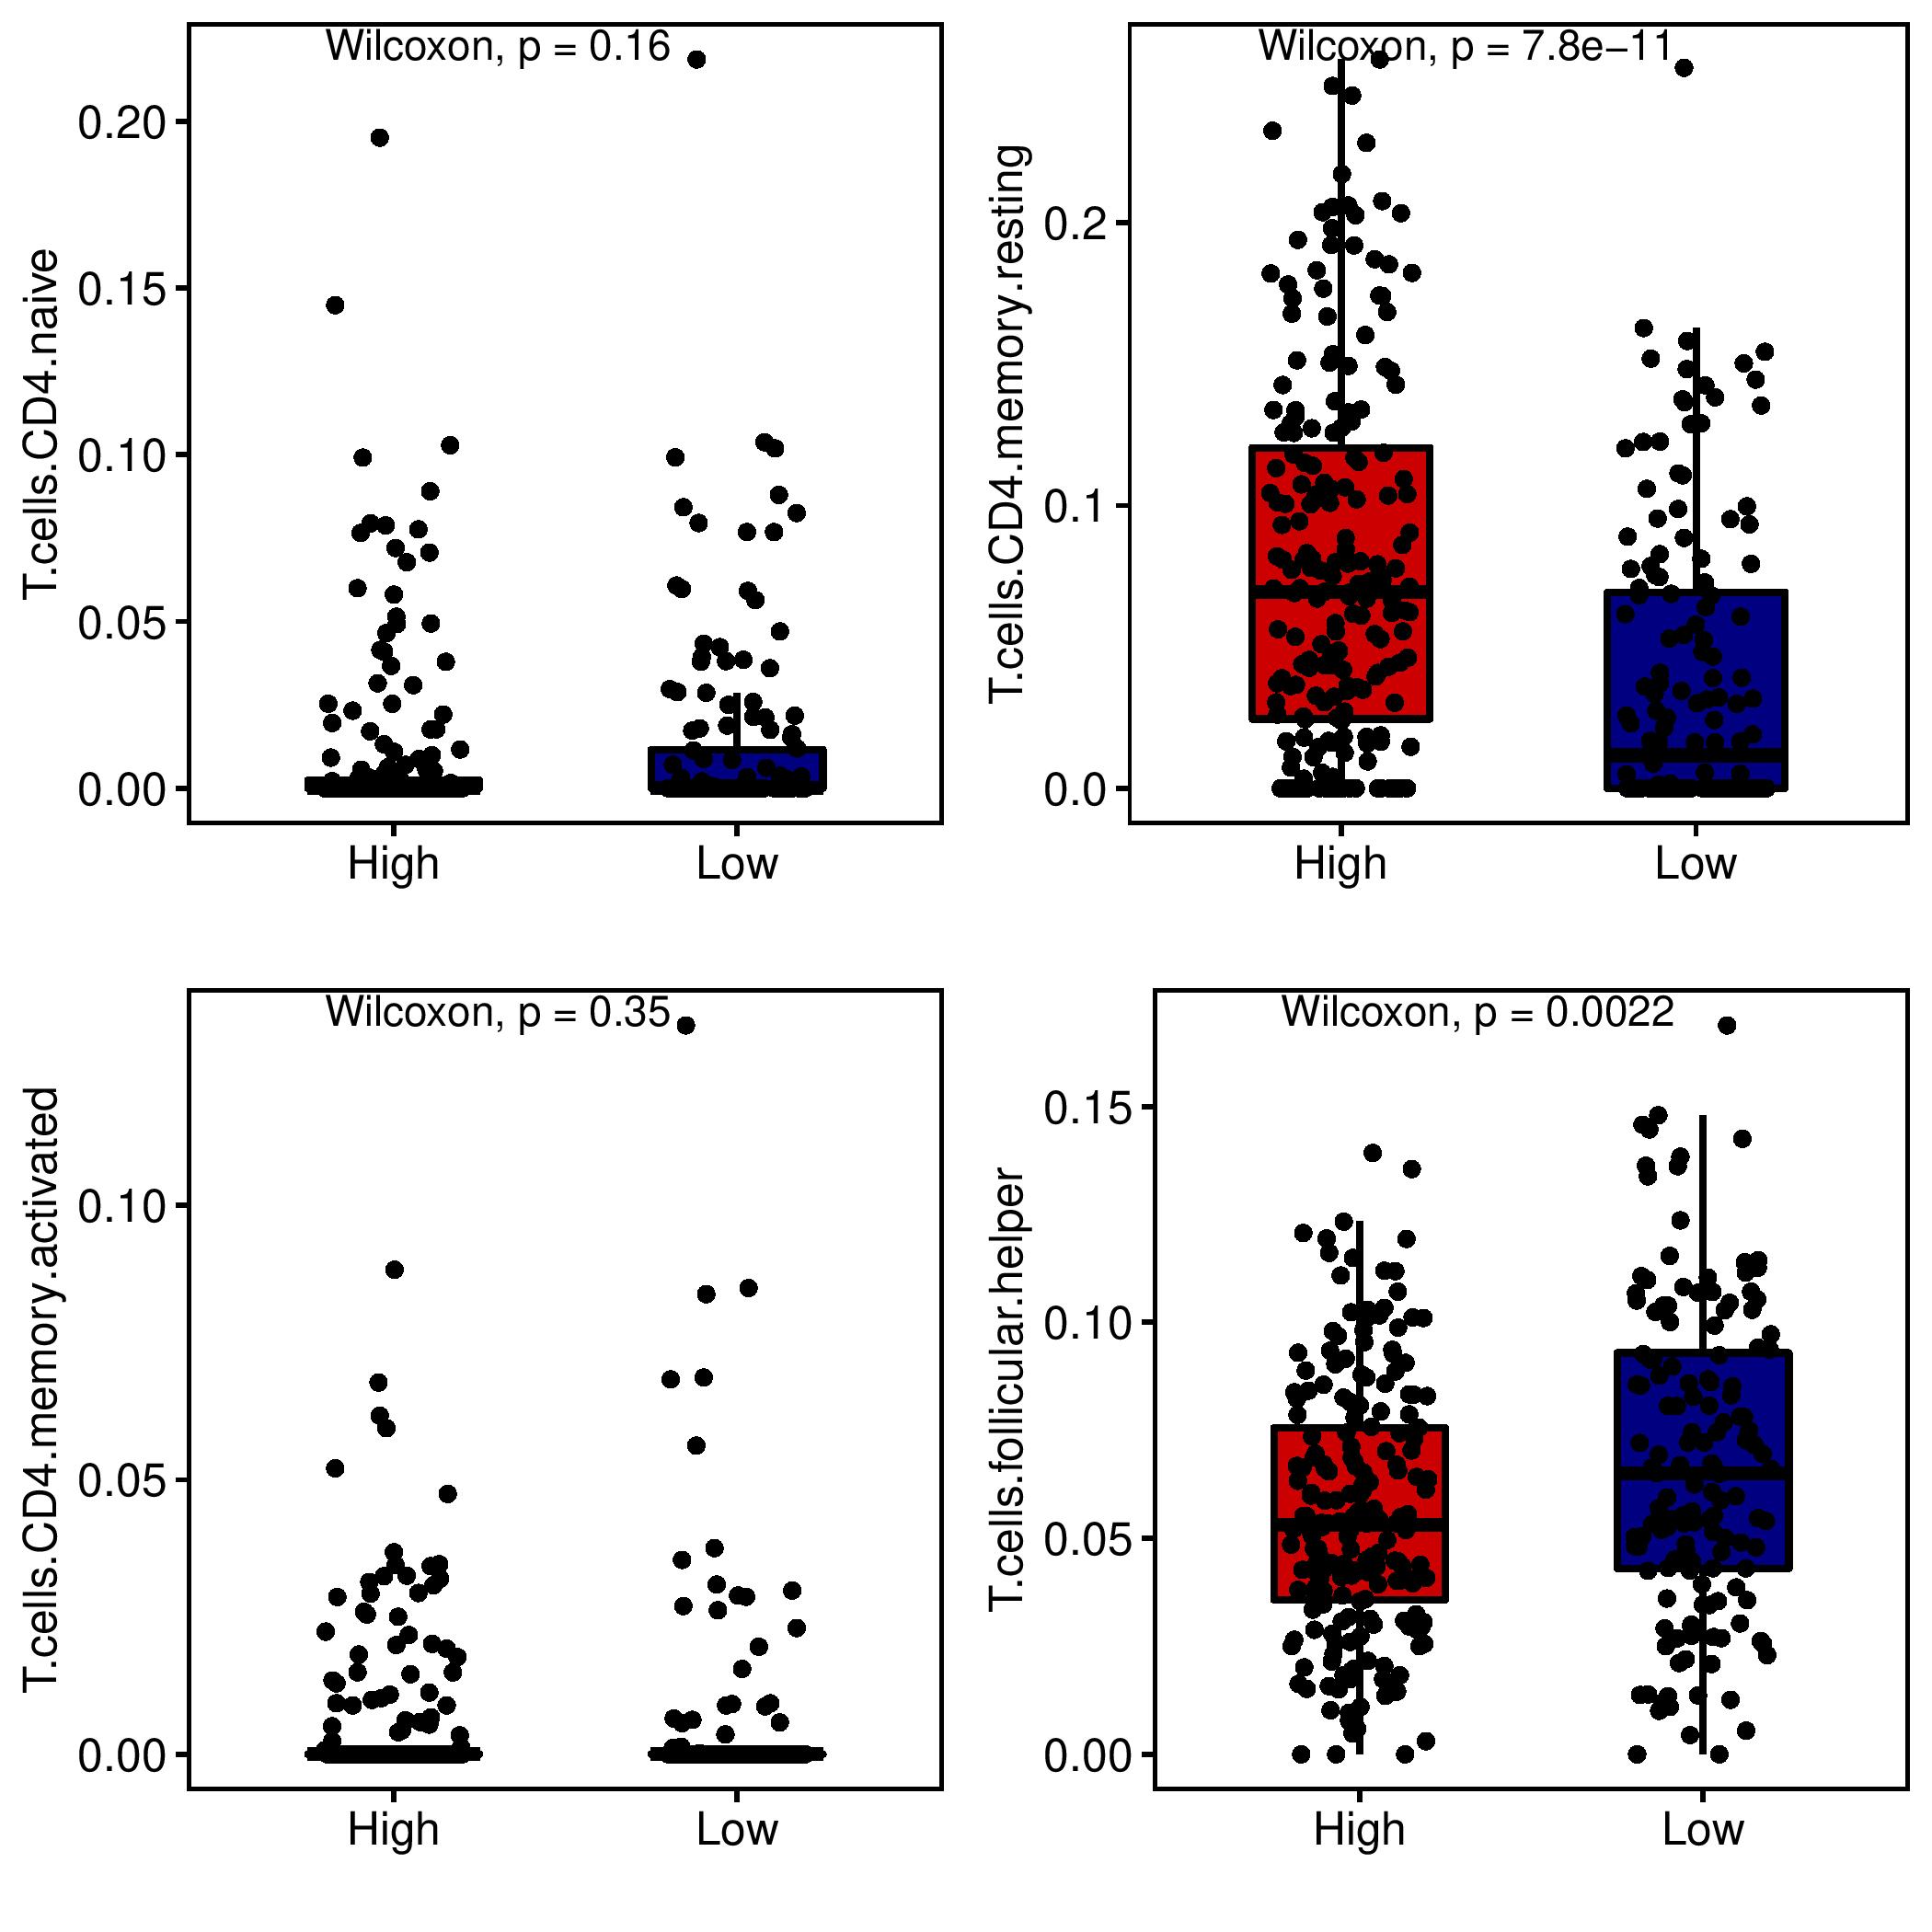 Wilcoxon, p = 0.16
T.cells.CD4.naive
0.20
0.15
0.10
0.05
0.00
High
Low
Wilcoxon, p = 7.8e−11
T.cells.CD4.memory.resting
0.2
0.1
0.0
High
Low
Wilcoxon, p = 0.35
T.cells.CD4.memory.activated
0.10
0.05
0.00
High
Low
Wilcoxon, p = 0.0022
T.cells.follicular.helper
0.15
0.10
0.05
0.00
High
Low